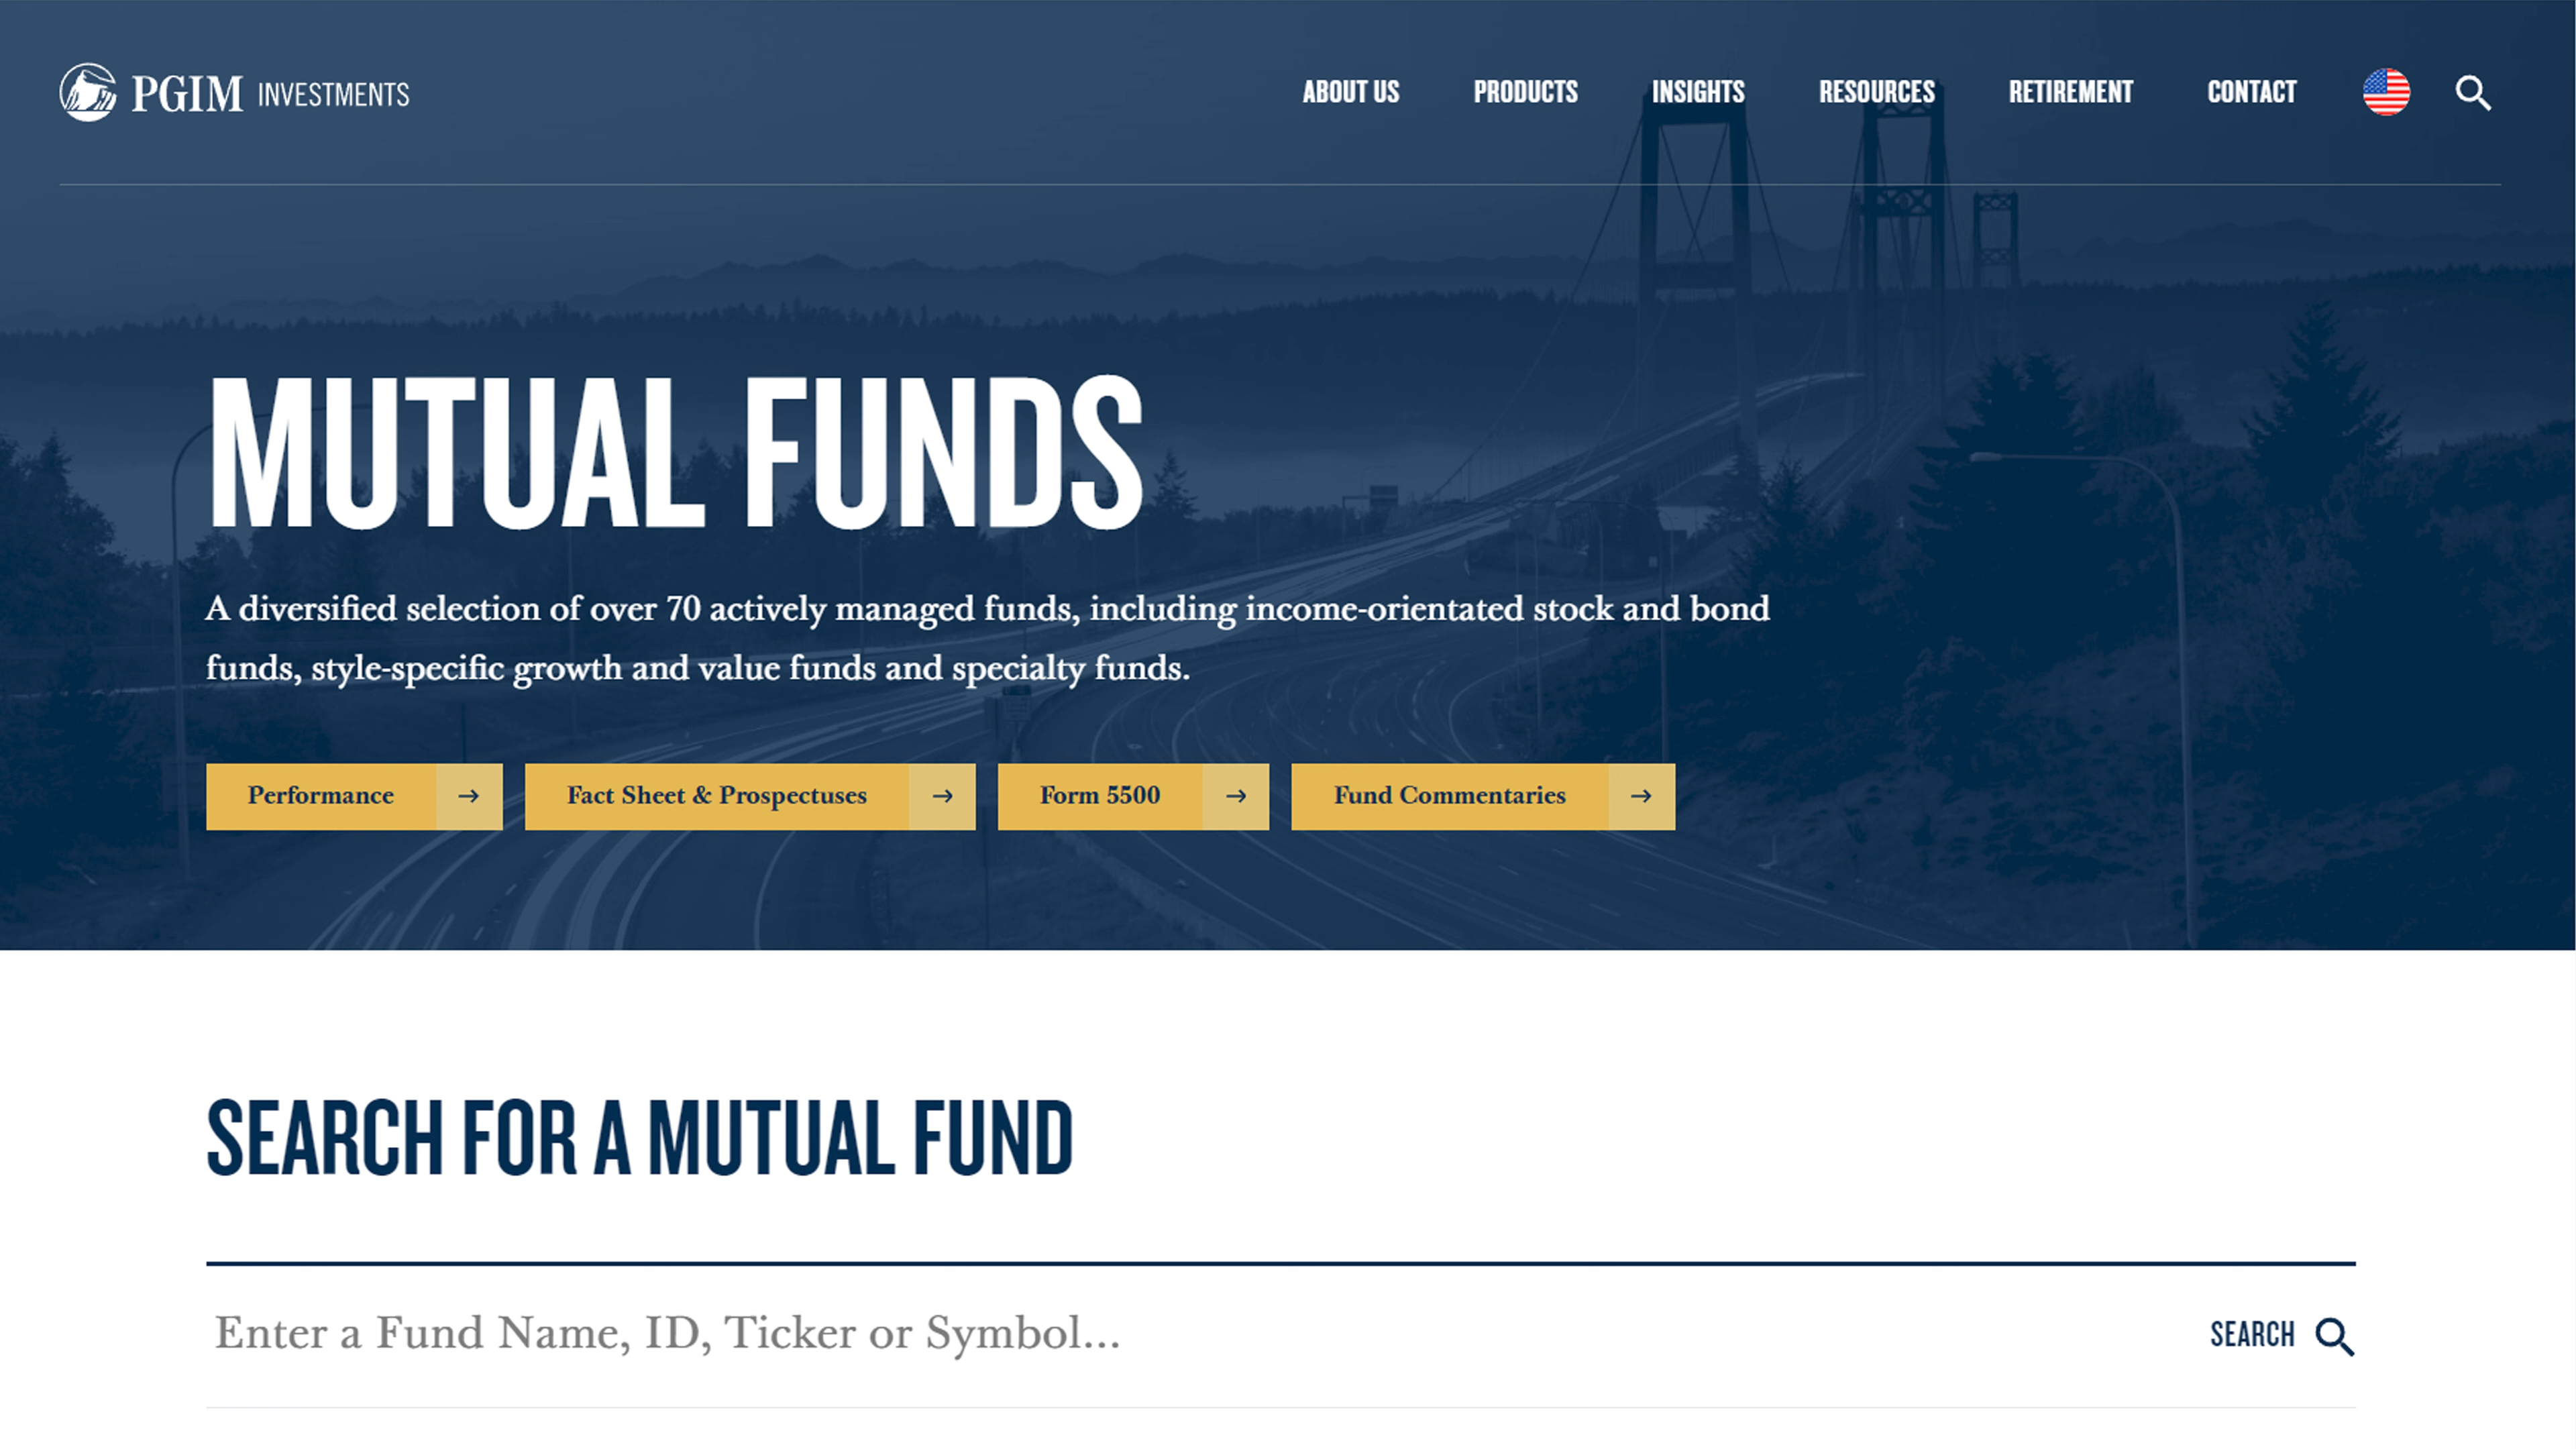 PGIM INVESTMENTS
ABOUT US
PRODUCTS
INSIGHTS
RESOURCES
RETIREMENT
CONTACT
MUTUAL FUNDS
A diversified selection of over 70 actively managed funds, including income-orientated stock and bond
funds, style-specific growth and value funds and specialty funds.
Performance →
Fact Sheet & Prospectuses →
Form 5500 →
Fund Commentaries →
SEARCH FOR A MUTUAL FUND
Enter a Fund Name, ID, Ticker or Symbol...
SEARCH